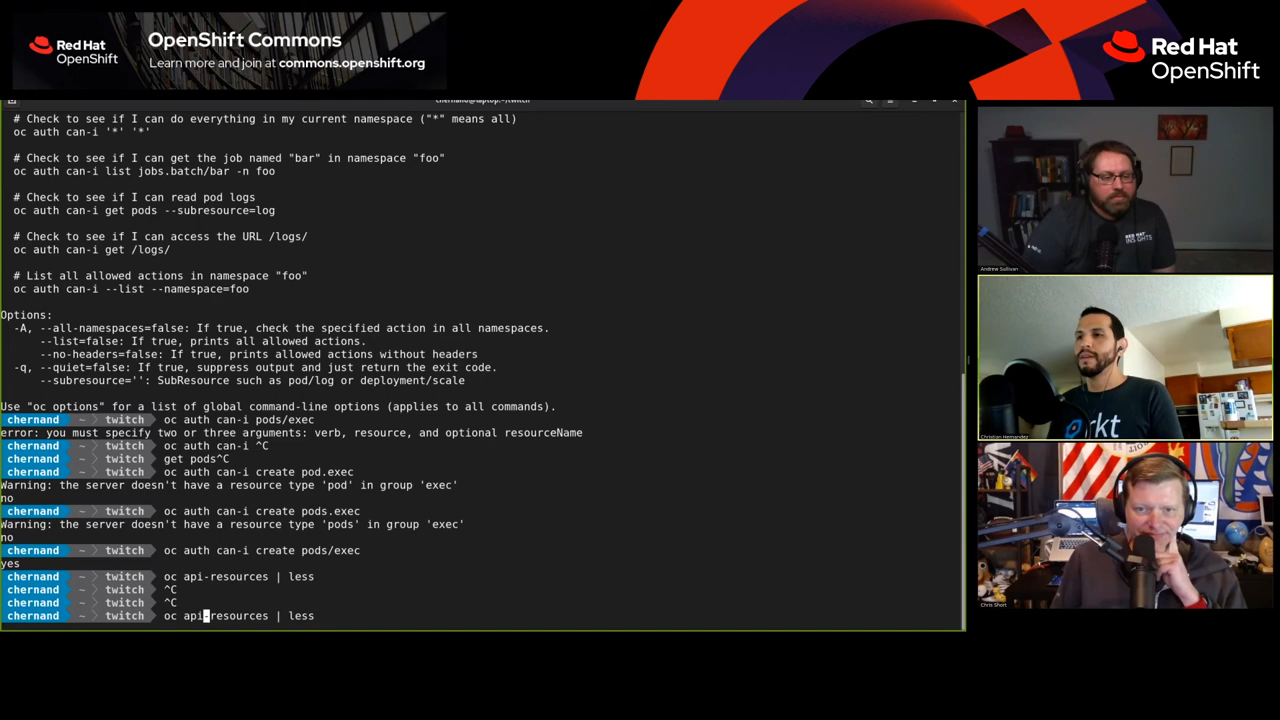 Red Hat
OpenShift
OpenShift Commons
Learn more and join at commons.openshift.org
Red Hat
OpenShift
chernand@laptop:~/twitch
# Check to see if I can do everything in my current namespace ("*" means all)
oc auth can-i '*' '*'
# Check to see if I can get the job named "bar" in namespace "foo"
oc auth can-i list jobs.batch/bar -n foo
# Check to see if I can read pod logs
oc auth can-i get pods --subresource=log
# Check to see if I can access the URL /logs/
oc auth can-i get /logs/
# List all allowed actions in namespace "foo"
oc auth can-i --list --namespace=foo
Options:
-A, --all-namespaces=false: If true, check the specified action in all namespaces.
--list=false: If true, prints all allowed actions.
--no-headers=false: If true, prints allowed actions without headers
-q, --quiet=false: If true, suppress output and just return the exit code.
--subresource='': SubResource such as pod/log or deployment/scale
Use "oc options" for a list of global command-line options (applies to all commands).
chernand ~ twitch oc auth can-i pods/exec
error: you must specify two or three arguments: verb, resource, and optional resourceName
chernand ~ twitch oc auth can-i ^C
chernand ~ twitch get pods^C
chernand ~ twitch oc auth can-i create pod.exec
Warning: the server doesn't have a resource type 'pod' in group 'exec'
no
chernand ~ twitch oc auth can-i create pods.exec
Warning: the server doesn't have a resource type 'pods' in group 'exec'
no
chernand ~ twitch oc auth can-i create pods/exec
yes
chernand ~ twitch oc api-resources | less
chernand ~ twitch ^C
chernand ~ twitch ^C
chernand ~ twitch oc api-resources | less
RED HAT
INSIGHTS
Andrew Sullivan
rkt
Christian Hernandez
Chris Short